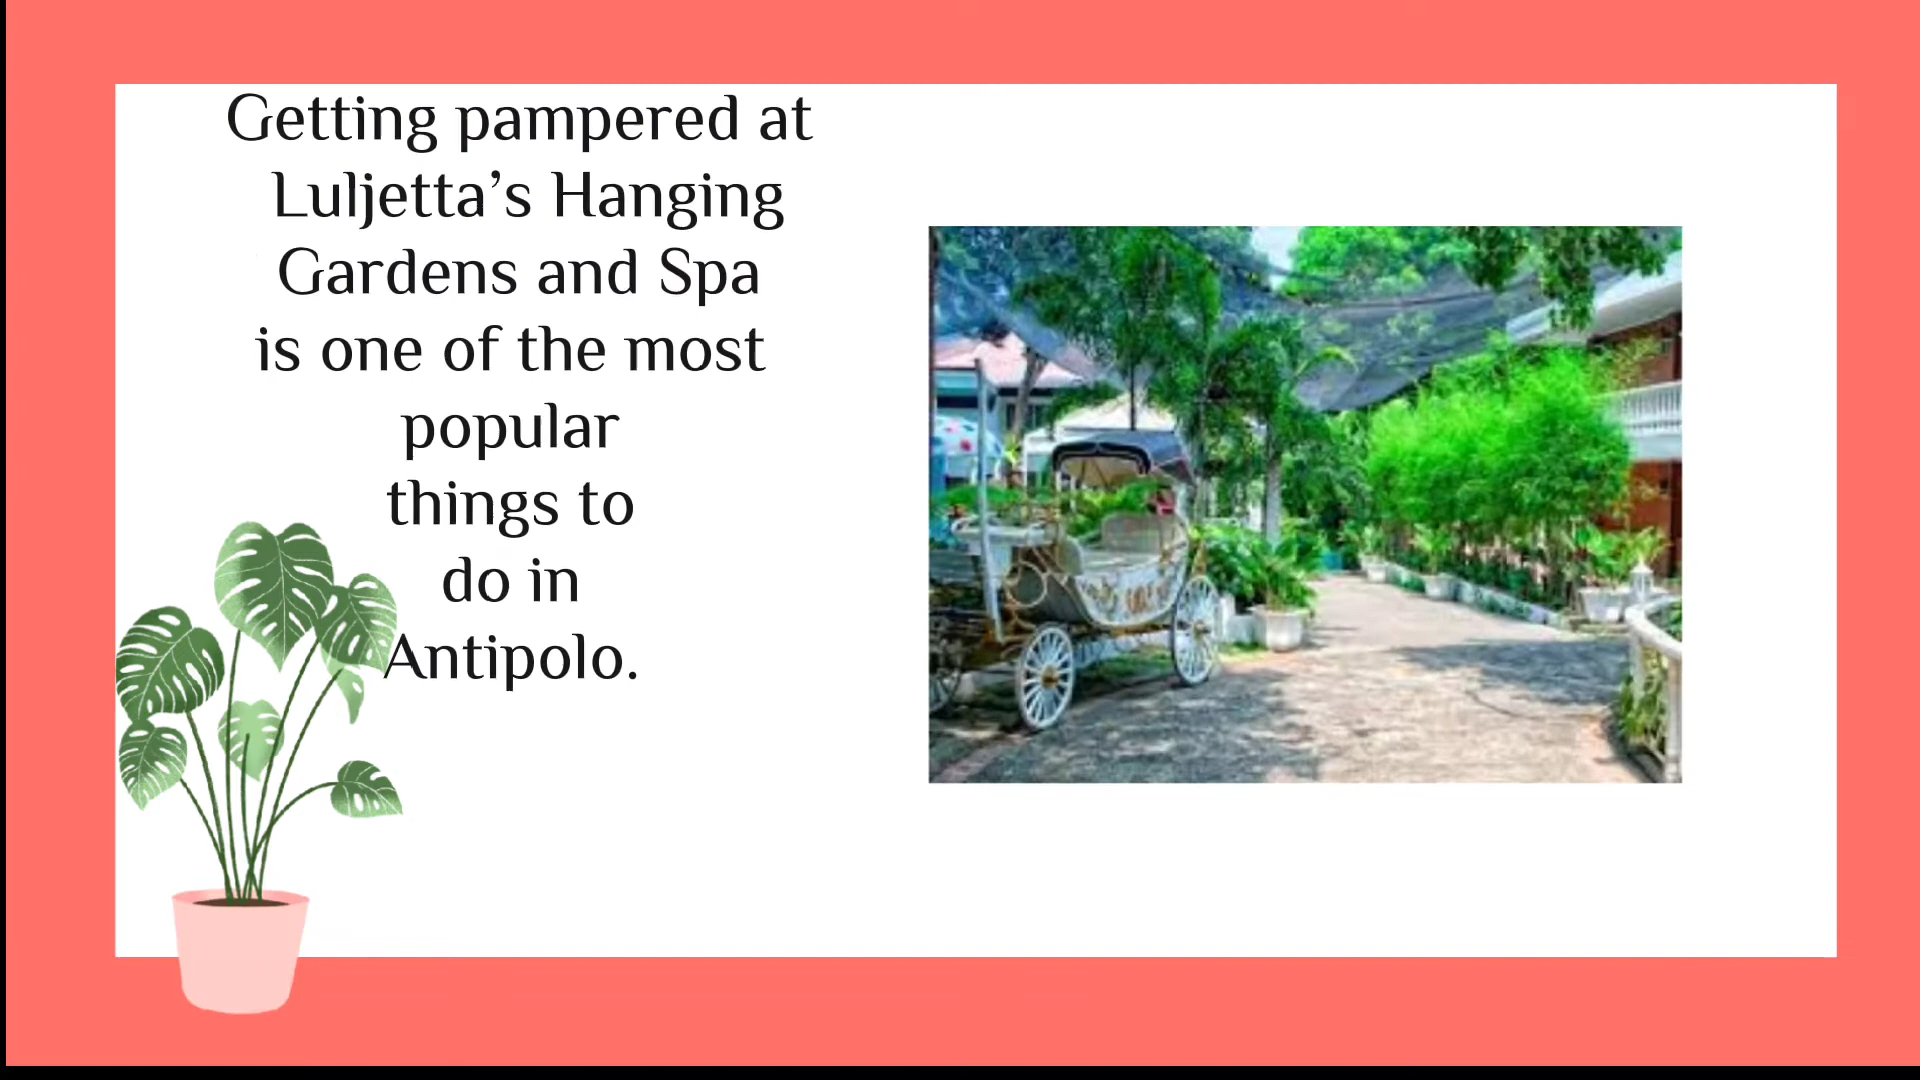 Getting pampered at
Luljetta’s Hanging
Gardens and Spa
is one of the most
popular
things to
do in
Antipolo.